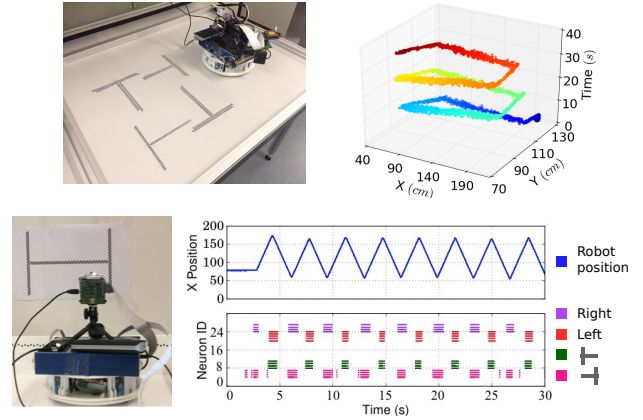 40
30
20
10
0
Time (s)
40
90
140
190
X (cm)
70
90
110
130
Y (cm)
200
150
100
50
0
X Position
Robot
position
24
16
8
0
Neuron ID
Right
Left
0 5 10 15 20 25 30
Time (s)